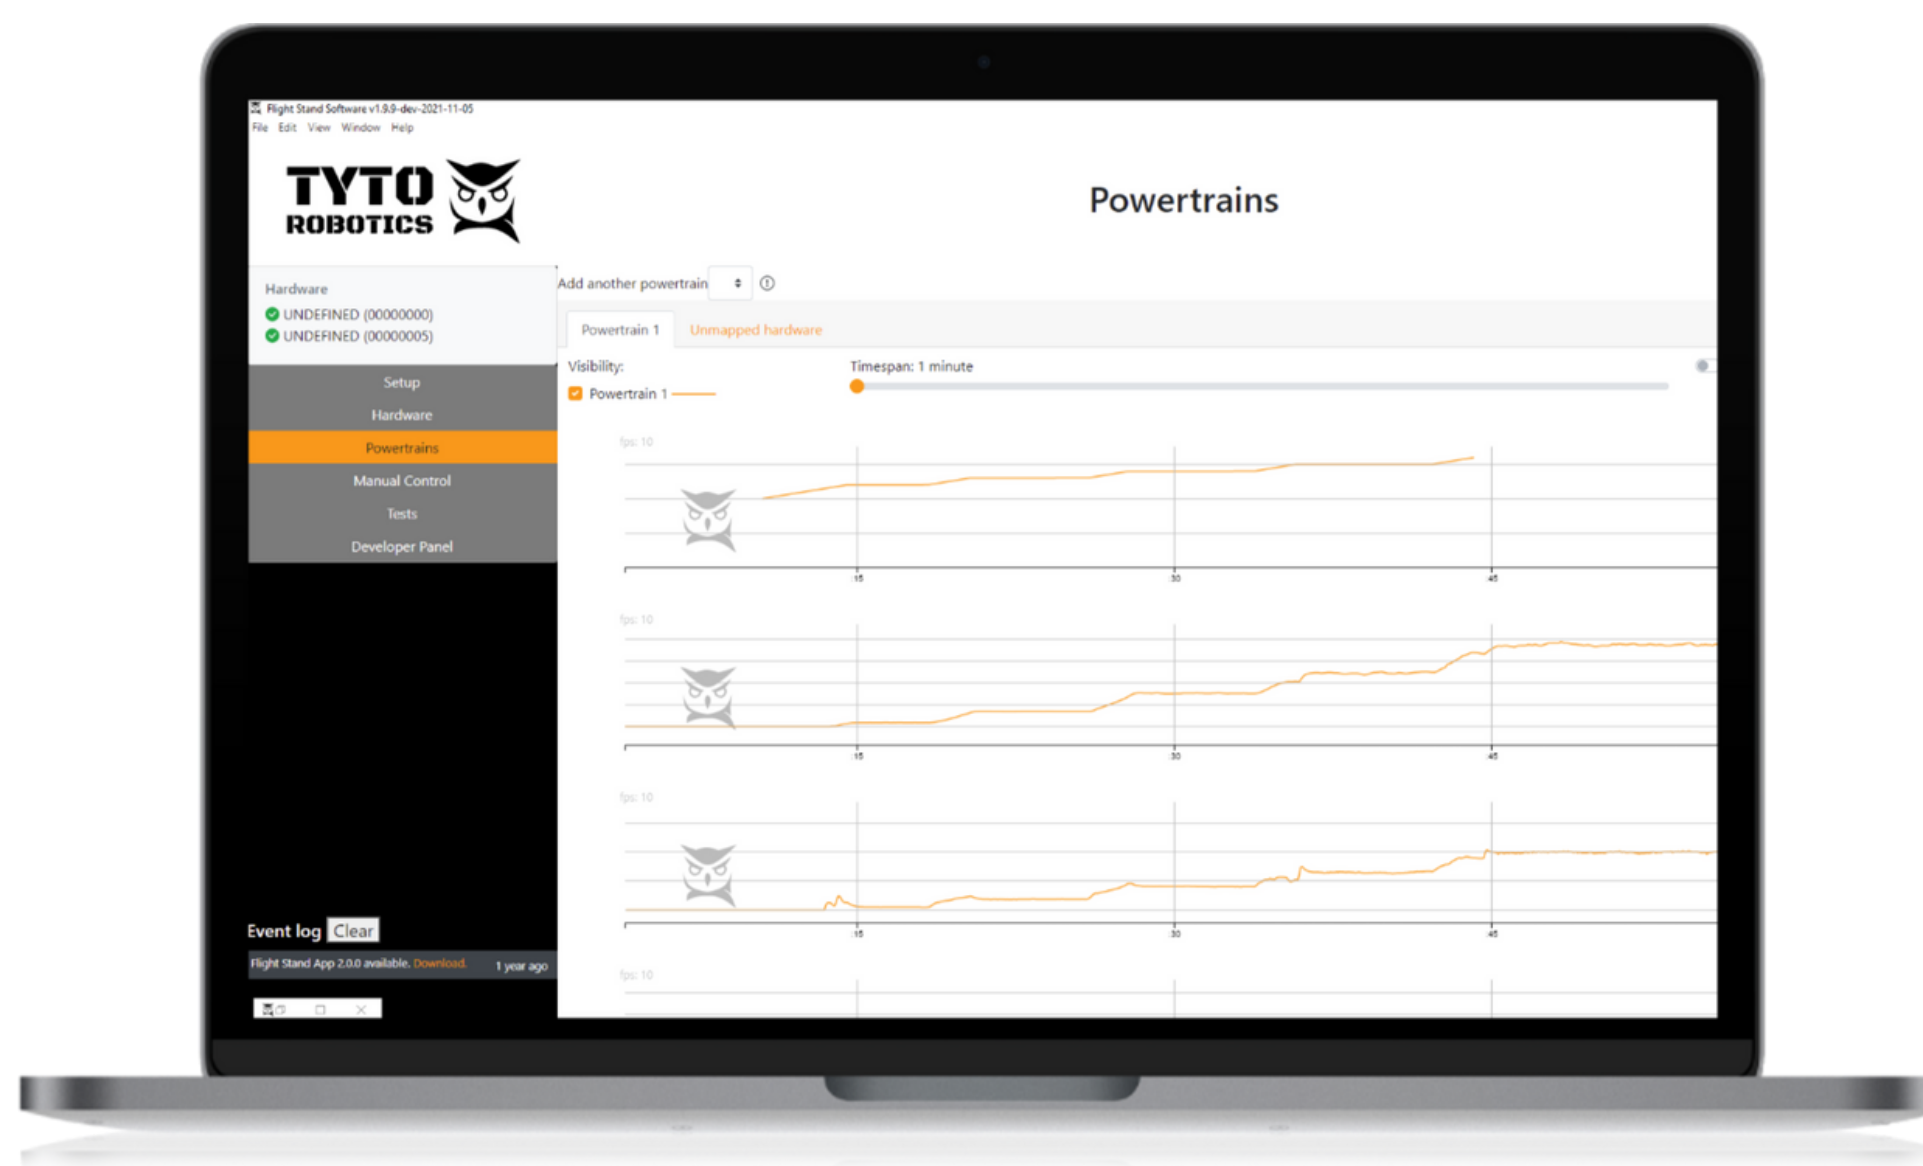 Flight Stand Software v1.9.9-dev-2021-11-05
File Edit View Window Help
TYTO
ROBOTICS
Powertrains
Hardware
UNDEFINED (00000000)
UNDEFINED (00000005)
Setup
Hardware
Powertrains
Manual Control
Tests
Developer Panel
Event log Clear
Flight Stand App 2.0.0 available. Download. 1 year ago
Add another powertrain
Powertrain 1 Unmapped hardware
Visibility:
Powertrain 1
Timespan: 1 minute
fps: 10
:15 :30 :45
fps: 10
:15 :30 :45
fps: 10
:15 :30 :45
fps: 10